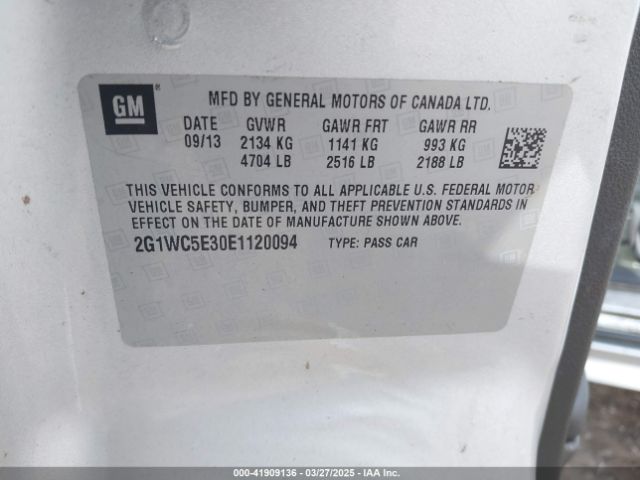 GM
MFD BY GENERAL MOTORS OF CANADA LTD.
DATE GVWR GAWR FRT GAWR RR
09/13 2134 KG 1141 KG 993 KG
4704 LB 2516 LB 2188 LB
THIS VEHICLE CONFORMS TO ALL APPLICABLE U.S. FEDERAL MOTOR
VEHICLE SAFETY, BUMPER, AND THEFT PREVENTION STANDARDS IN
EFFECT ON THE DATE OF MANUFACTURE SHOWN ABOVE.
2G1WC5E30E1120094 TYPE: PASS CAR
000-41909136 - 03/27/2025 - IAA Inc.